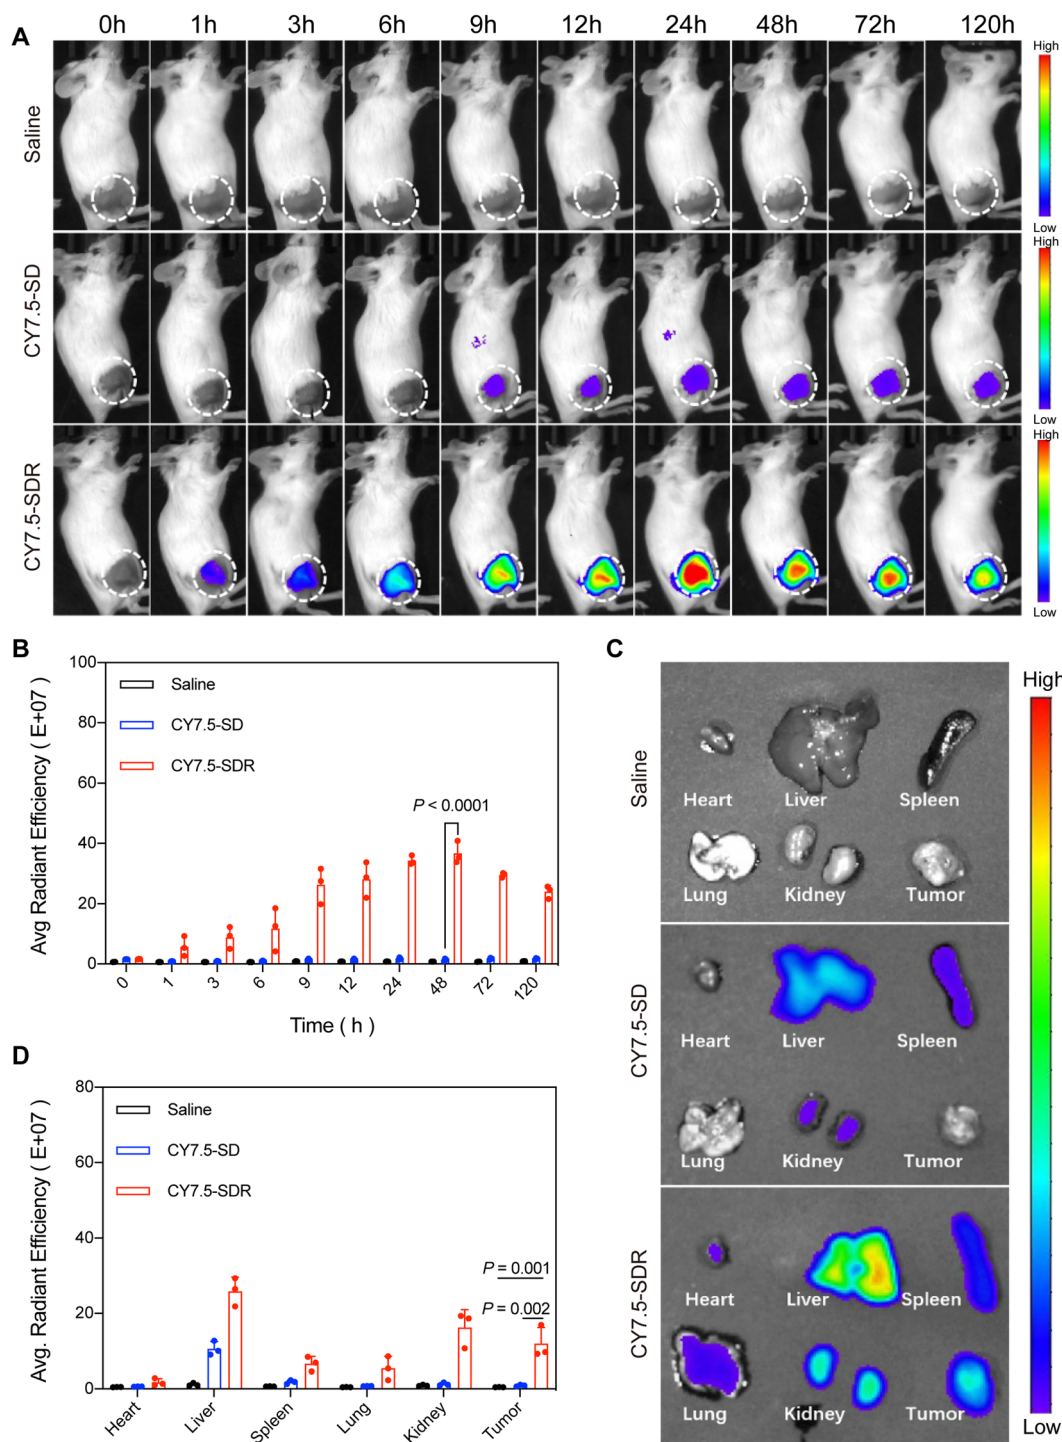 0h 1h 3h 6h 9h 12h 24h 48h 72h 120h
A
Saline
High
Low
CY7.5-SD
High
Low
CY7.5-SDR
High
Low
B
Avg Radiant Efficiency ( E+07 )
100
80
60
40
20
0
Saline
CY7.5-SD
CY7.5-SDR
P < 0.0001
0 1 3 6 9 12 24 48 72 120
Time ( h )
C
High
Low
Saline
Heart Liver Spleen
Lung Kidney Tumor
CY7.5-SD
Heart Liver Spleen
Lung Kidney Tumor
CY7.5-SDR
Heart Liver Spleen
Lung Kidney Tumor
D
Avg. Radiant Efficiency ( E+07 )
80
60
40
20
0
Saline
CY7.5-SD
CY7.5-SDR
P = 0.001
P = 0.002
Heart Liver Spleen Lung Kidney Tumor